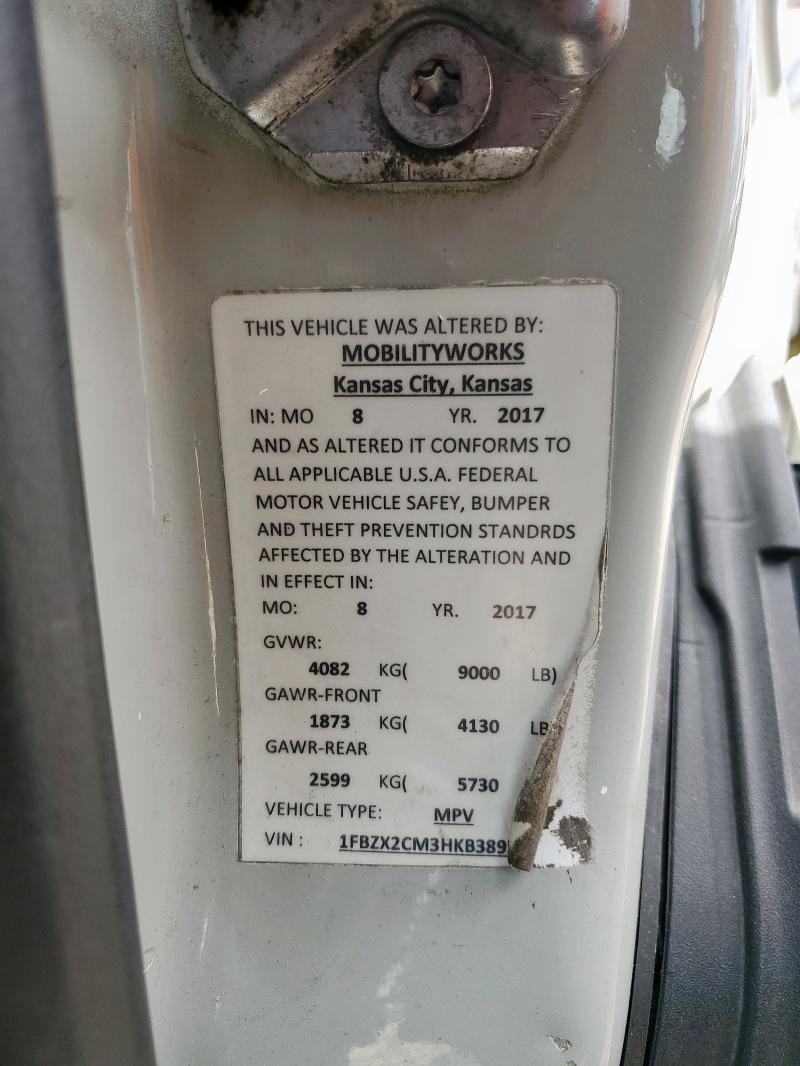 THIS VEHICLE WAS ALTERED BY:
MOBILITYWORKS
Kansas City, Kansas
IN: MO 8 YR. 2017
AND AS ALTERED IT CONFORMS TO
ALL APPLICABLE U.S.A. FEDERAL
MOTOR VEHICLE SAFEY, BUMPER
AND THEFT PREVENTION STANDRDS
AFFECTED BY THE ALTERATION AND
IN EFFECT IN:
MO: 8 YR. 2017
GVWR:
4082 KG( 9000 LB)
GAWR-FRONT
1873 KG( 4130 LB
GAWR-REAR
2599 KG( 5730
VEHICLE TYPE: MPV
VIN : 1FBZX2CM3HKB389